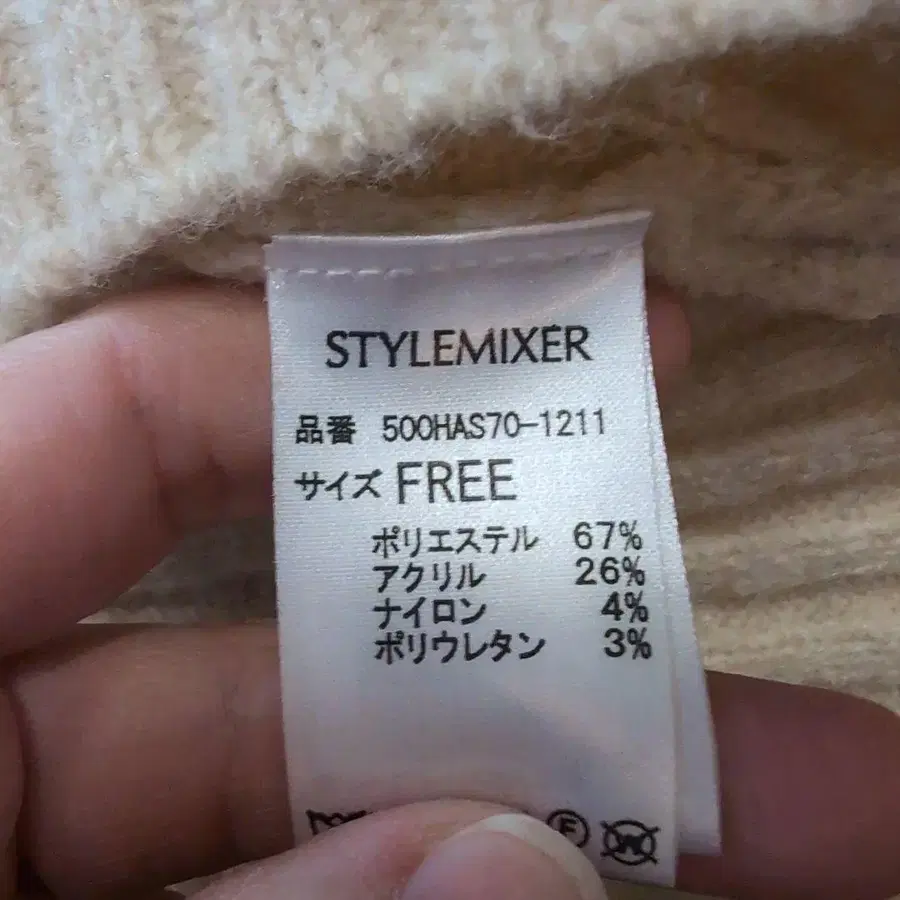 STYLEMIXER
品番 500HAS70-1211
サイズ FREE
ポリエステル 67%
アクリル 26%
ナイロン 4%
ポリウレタン 3%
F W